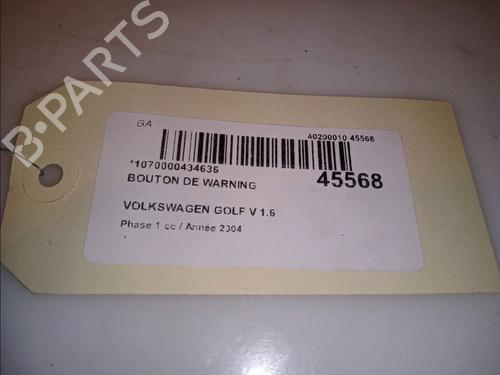 B-PARTS
GA
40200010 45568
*1070000434636
45568
BOUTON DE WARNING
VOLKSWAGEN GOLF V 1.6
Phase 1 cc / Année 2004